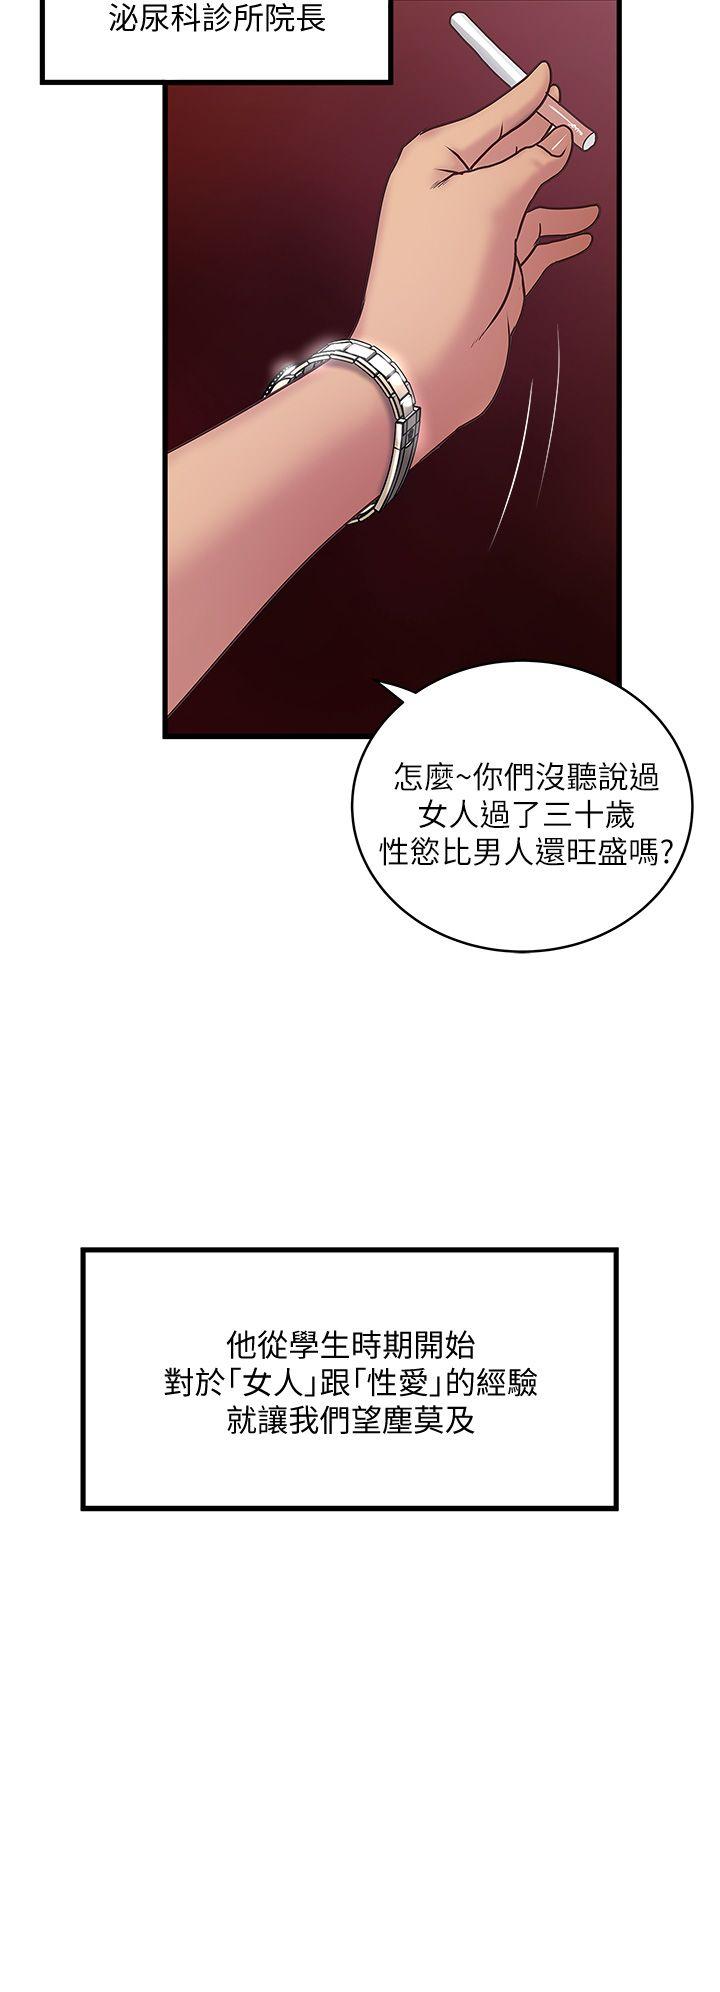 泌尿科診所院長
怎麼~你們沒聽說過
女人過了三十歲
性慾比男人還旺盛嗎?
他從學生時期開始
對於「女人」跟「性愛」的經驗
就讓我們望塵莫及